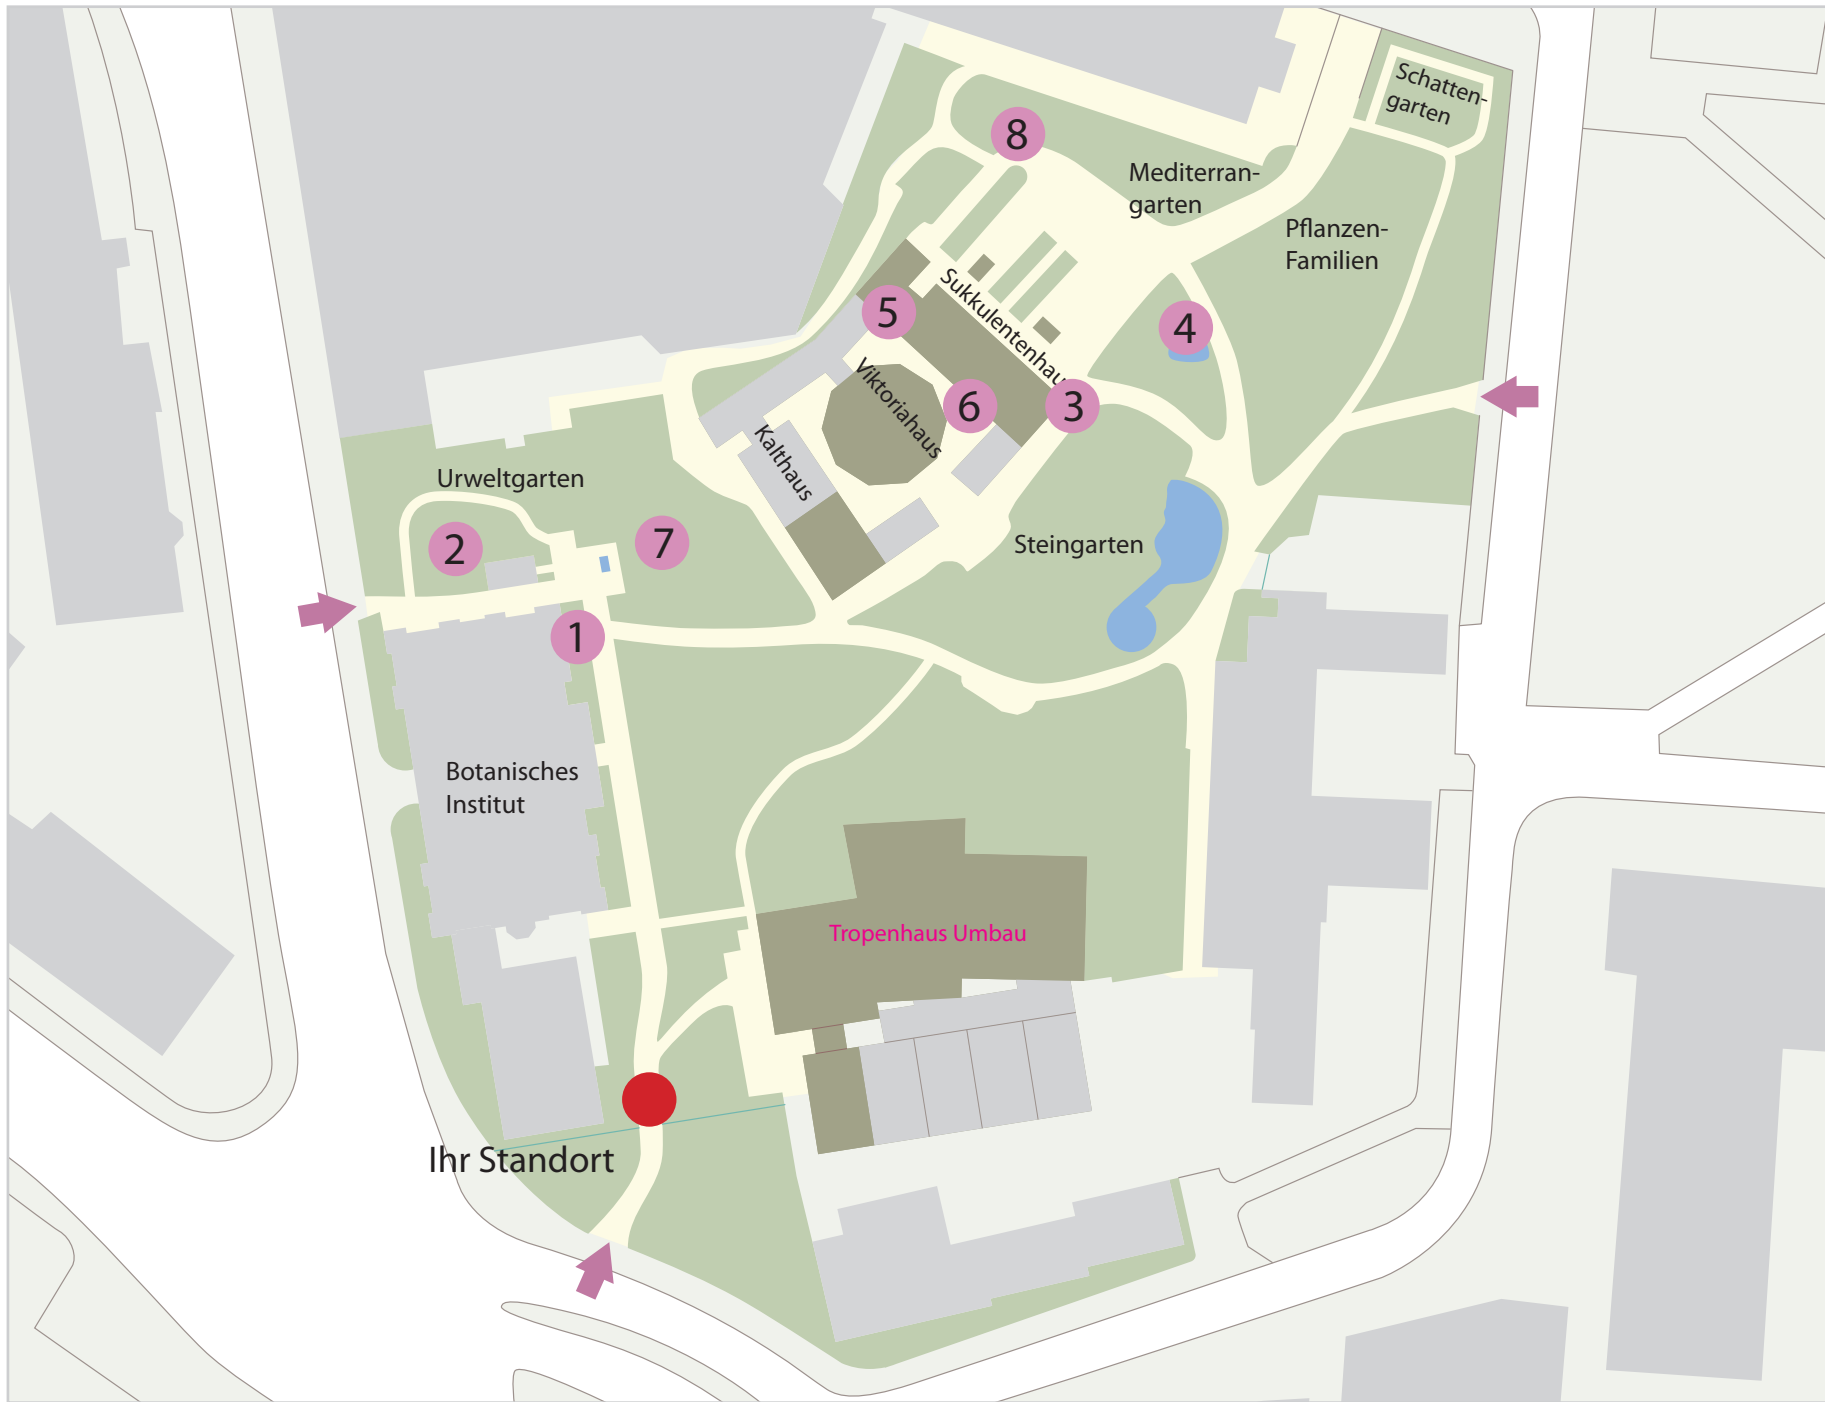 Schatten-
garten
8
Mediterran-
garten
Pflanzen-
Familien
5
Sukkulentenhaus
4
Viktoriahaus
6
3
Kalthaus
Urweltgarten
2
7
Steingarten
1
Botanisches
Institut
Tropenhaus Umbau
Ihr Standort